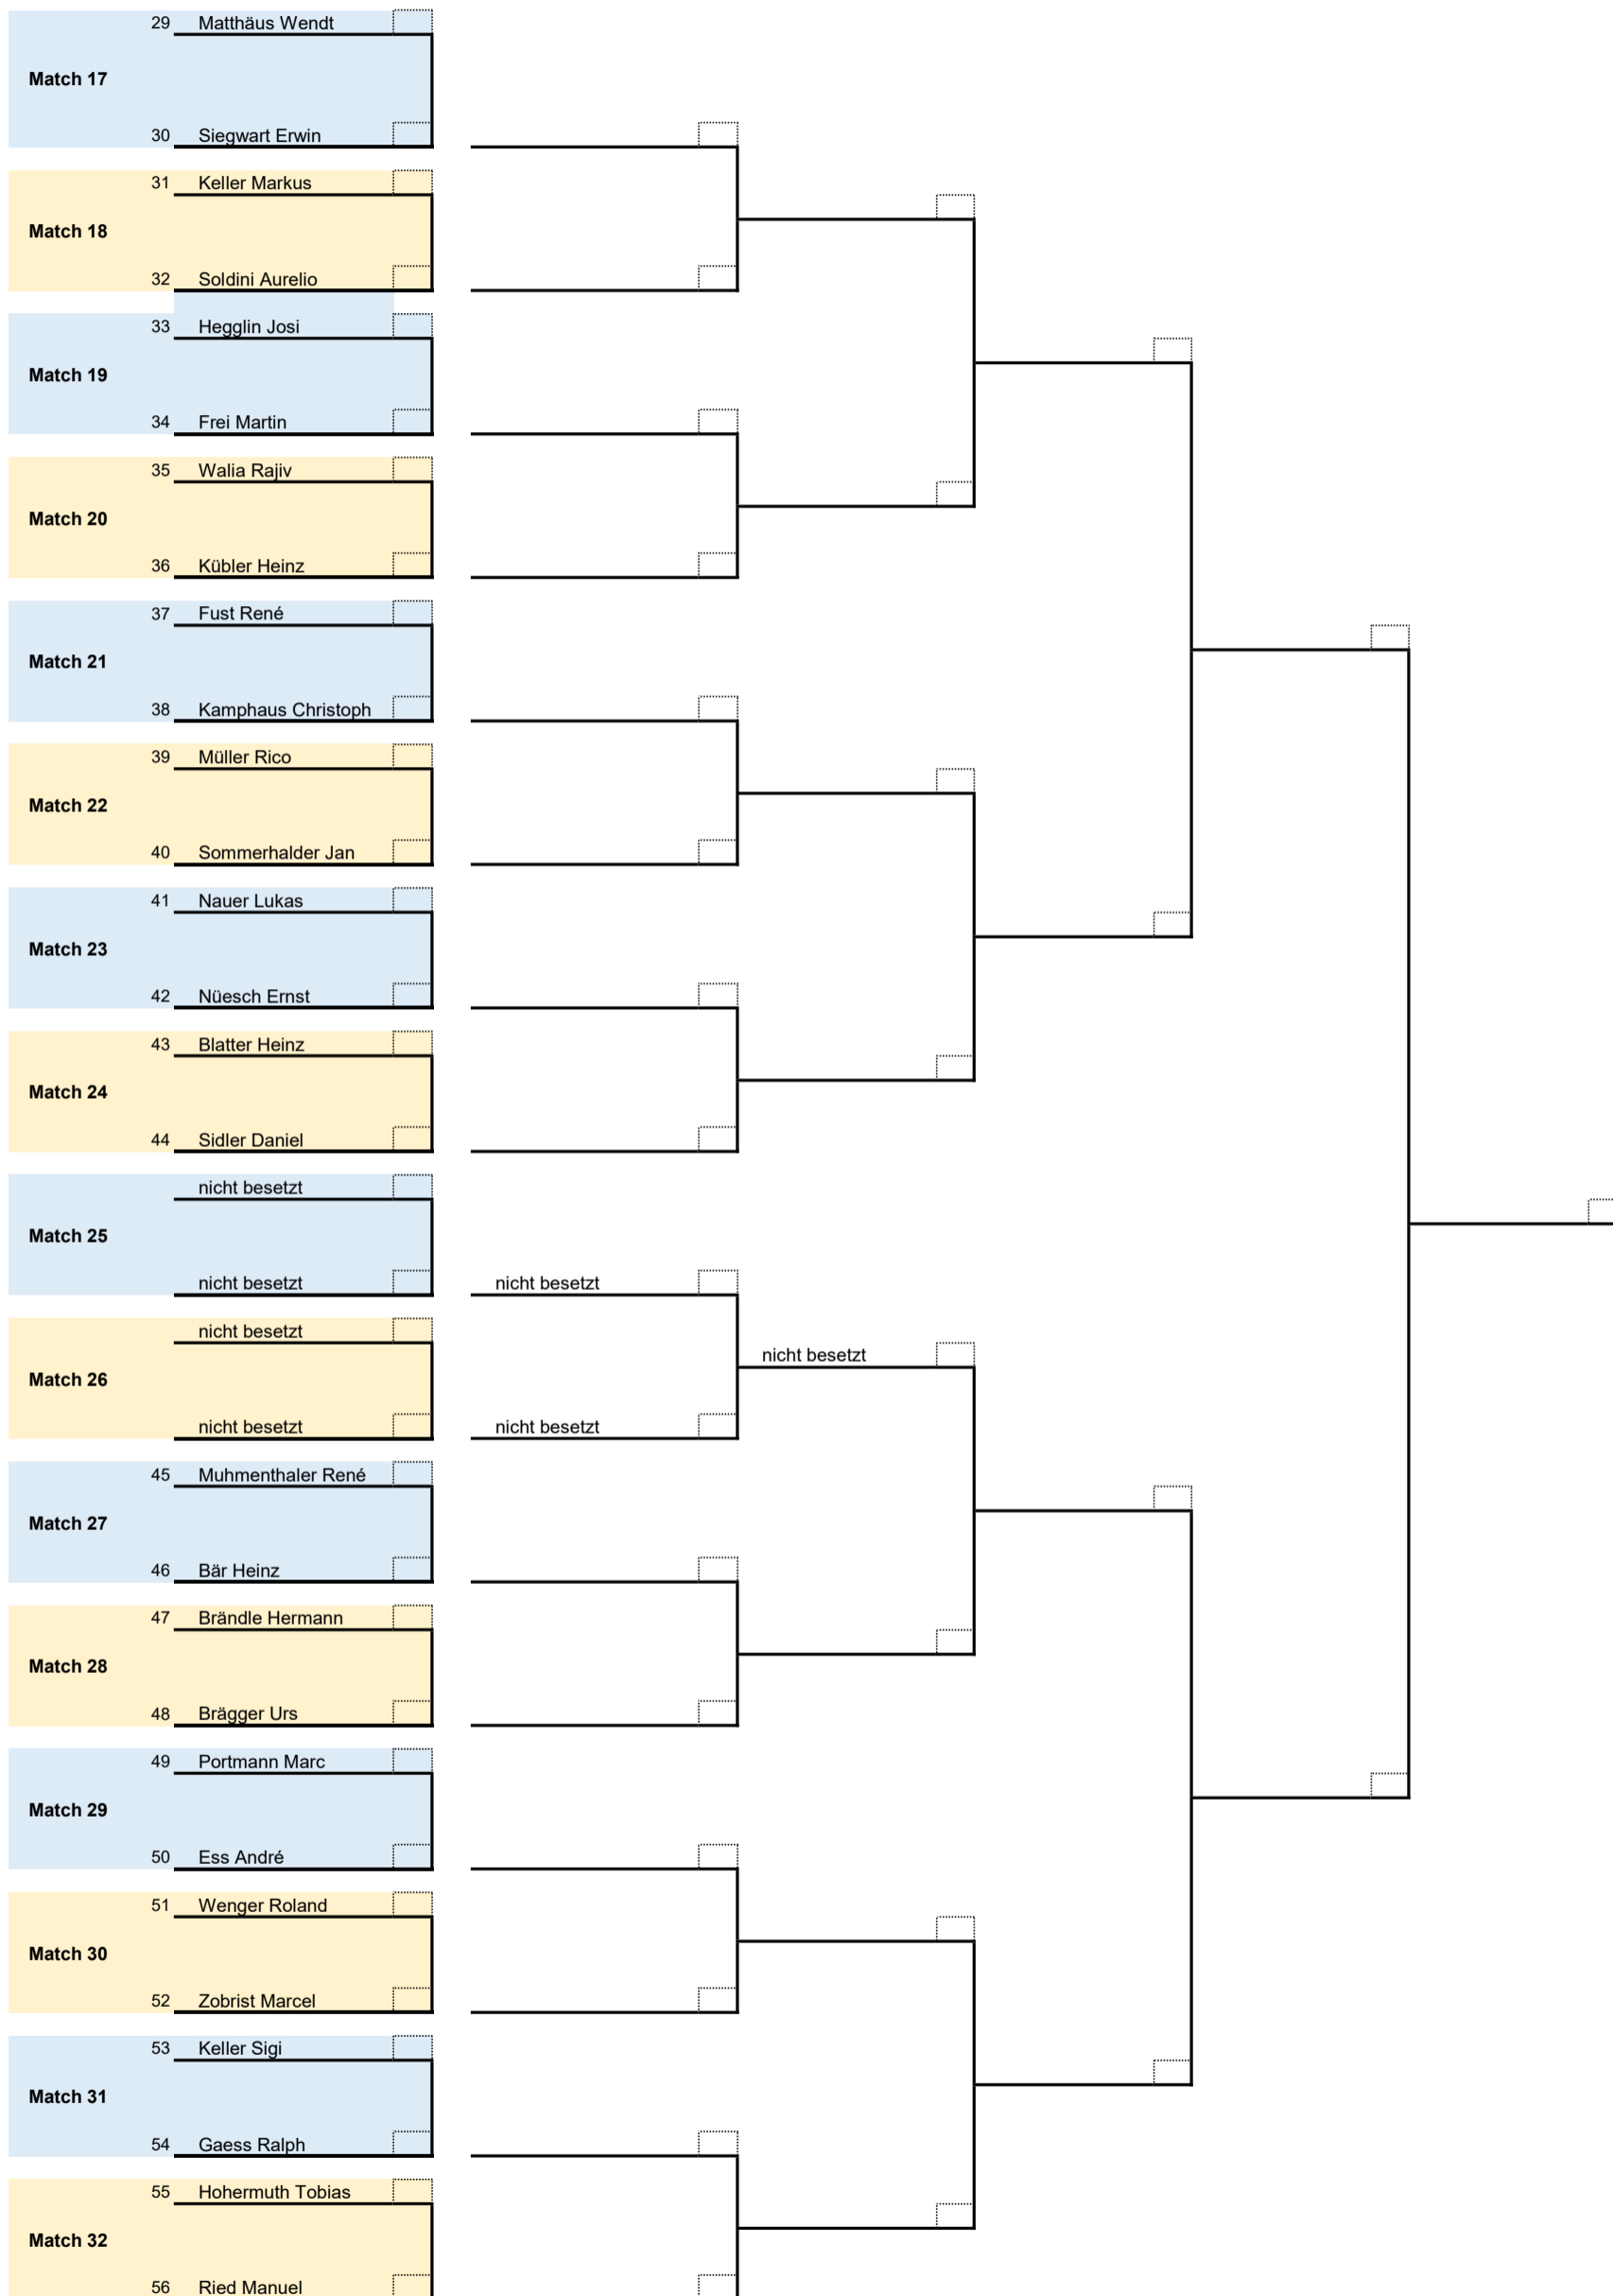 29 Matthäus Wendt
Match 17
30 Siegwart Erwin
31 Keller Markus
Match 18
32 Soldini Aurelio
33 Hegglin Josi
Match 19
34 Frei Martin
35 Walia Rajiv
Match 20
36 Kübler Heinz
37 Fust René
Match 21
38 Kamphaus Christoph
39 Müller Rico
Match 22
40 Sommerhalder Jan
41 Nauer Lukas
Match 23
42 Nüesch Ernst
43 Blatter Heinz
Match 24
44 Sidler Daniel
nicht besetzt
Match 25
nicht besetzt nicht besetzt
nicht besetzt
nicht besetzt
Match 26
nicht besetzt nicht besetzt
45 Muhmenthaler René
Match 27
46 Bär Heinz
47 Brändle Hermann
Match 28
48 Brägger Urs
49 Portmann Marc
Match 29
50 Ess André
51 Wenger Roland
Match 30
52 Zobrist Marcel
53 Keller Sigi
Match 31
54 Gaess Ralph
55 Hohermuth Tobias
Match 32
56 Ried Manuel